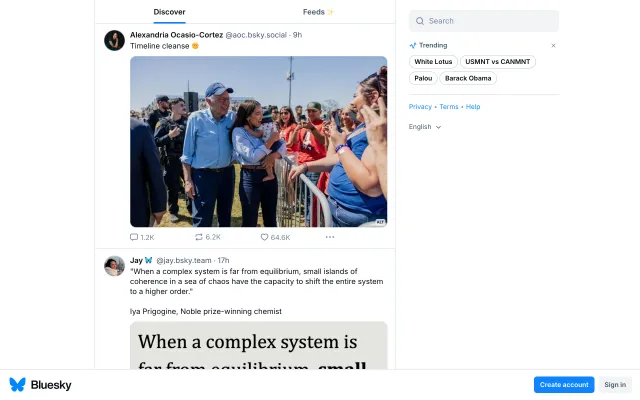 Discover
Feeds ✨
Search
Alexandria Ocasio-Cortez @aoc.bsky.social · 9h
Timeline cleanse 🌞
ALT
1.2K 6.2K 64.6K
Jay 🦋 @jay.bsky.team · 17h
"When a complex system is far from equilibrium, small islands of
coherence in a sea of chaos have the capacity to shift the entire system
to a higher order."
Iya Prigogine, Noble prize-winning chemist
When a complex system is
far from equilibrium, small
Trending
White Lotus
USMNT vs CANMNT
Palou
Barack Obama
Privacy • Terms • Help
English
Bluesky
Create account
Sign in